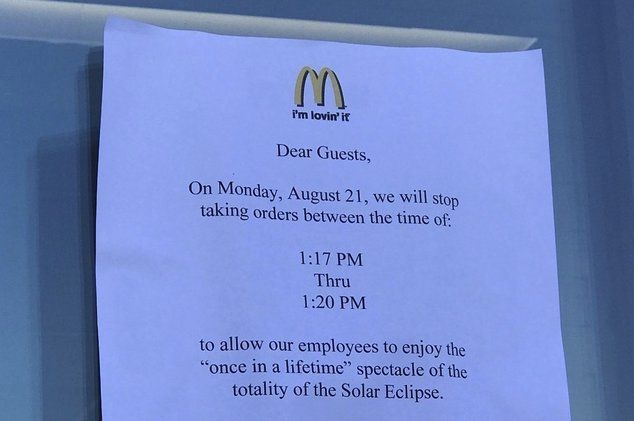 i'm lovin' it
Dear Guests,
On Monday, August 21, we will stop
taking orders between the time of:
1:17 PM
Thru
1:20 PM
to allow our employees to enjoy the
“once in a lifetime” spectacle of the
totality of the Solar Eclipse.